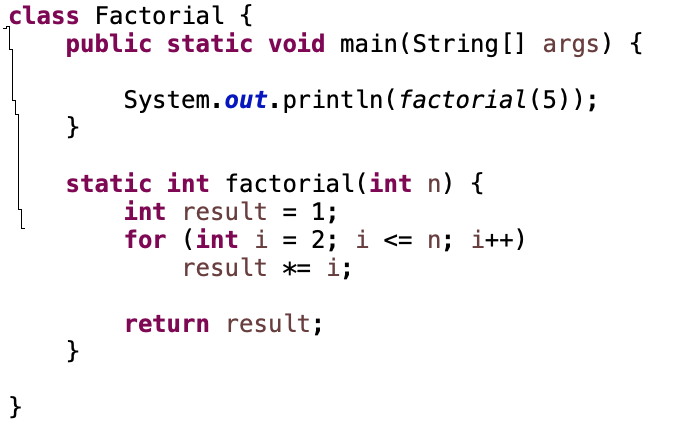 class Factorial {
    public static void main(String[] args) {

        System.out.println(factorial(5));
    }

    static int factorial(int n) {
        int result = 1;
        for (int i = 2; i <= n; i++)
            result *= i;

        return result;
    }

}